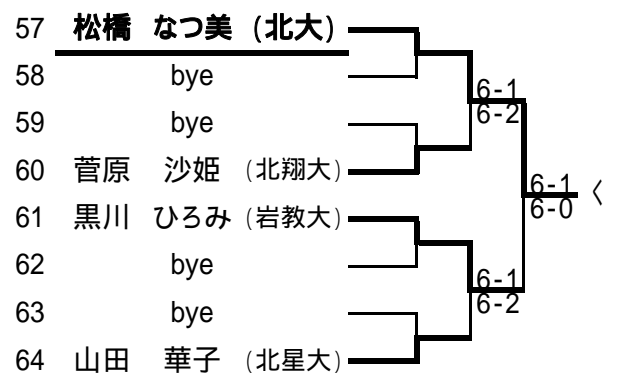 57 松橋 なつ美 (北大)
58 bye
59 bye
60 菅原 沙姫 (北翔大)
61 黒川 ひろみ (岩教大)
62 bye
63 bye
64 山田 華子 (北星大)
6-1
6-2
6-1
6-2
6-1
6-0
く